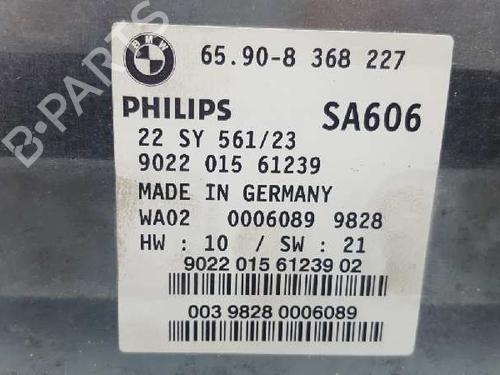 BMW
65.90-8 368 227
PHILIPS SA606
22 SY 561/23
9022 015 61239
MADE IN GERMANY
WA02 0006089 9828
HW : 10 / SW : 21
9022 015 61239 02
003 9828 0006089
B-PARTS